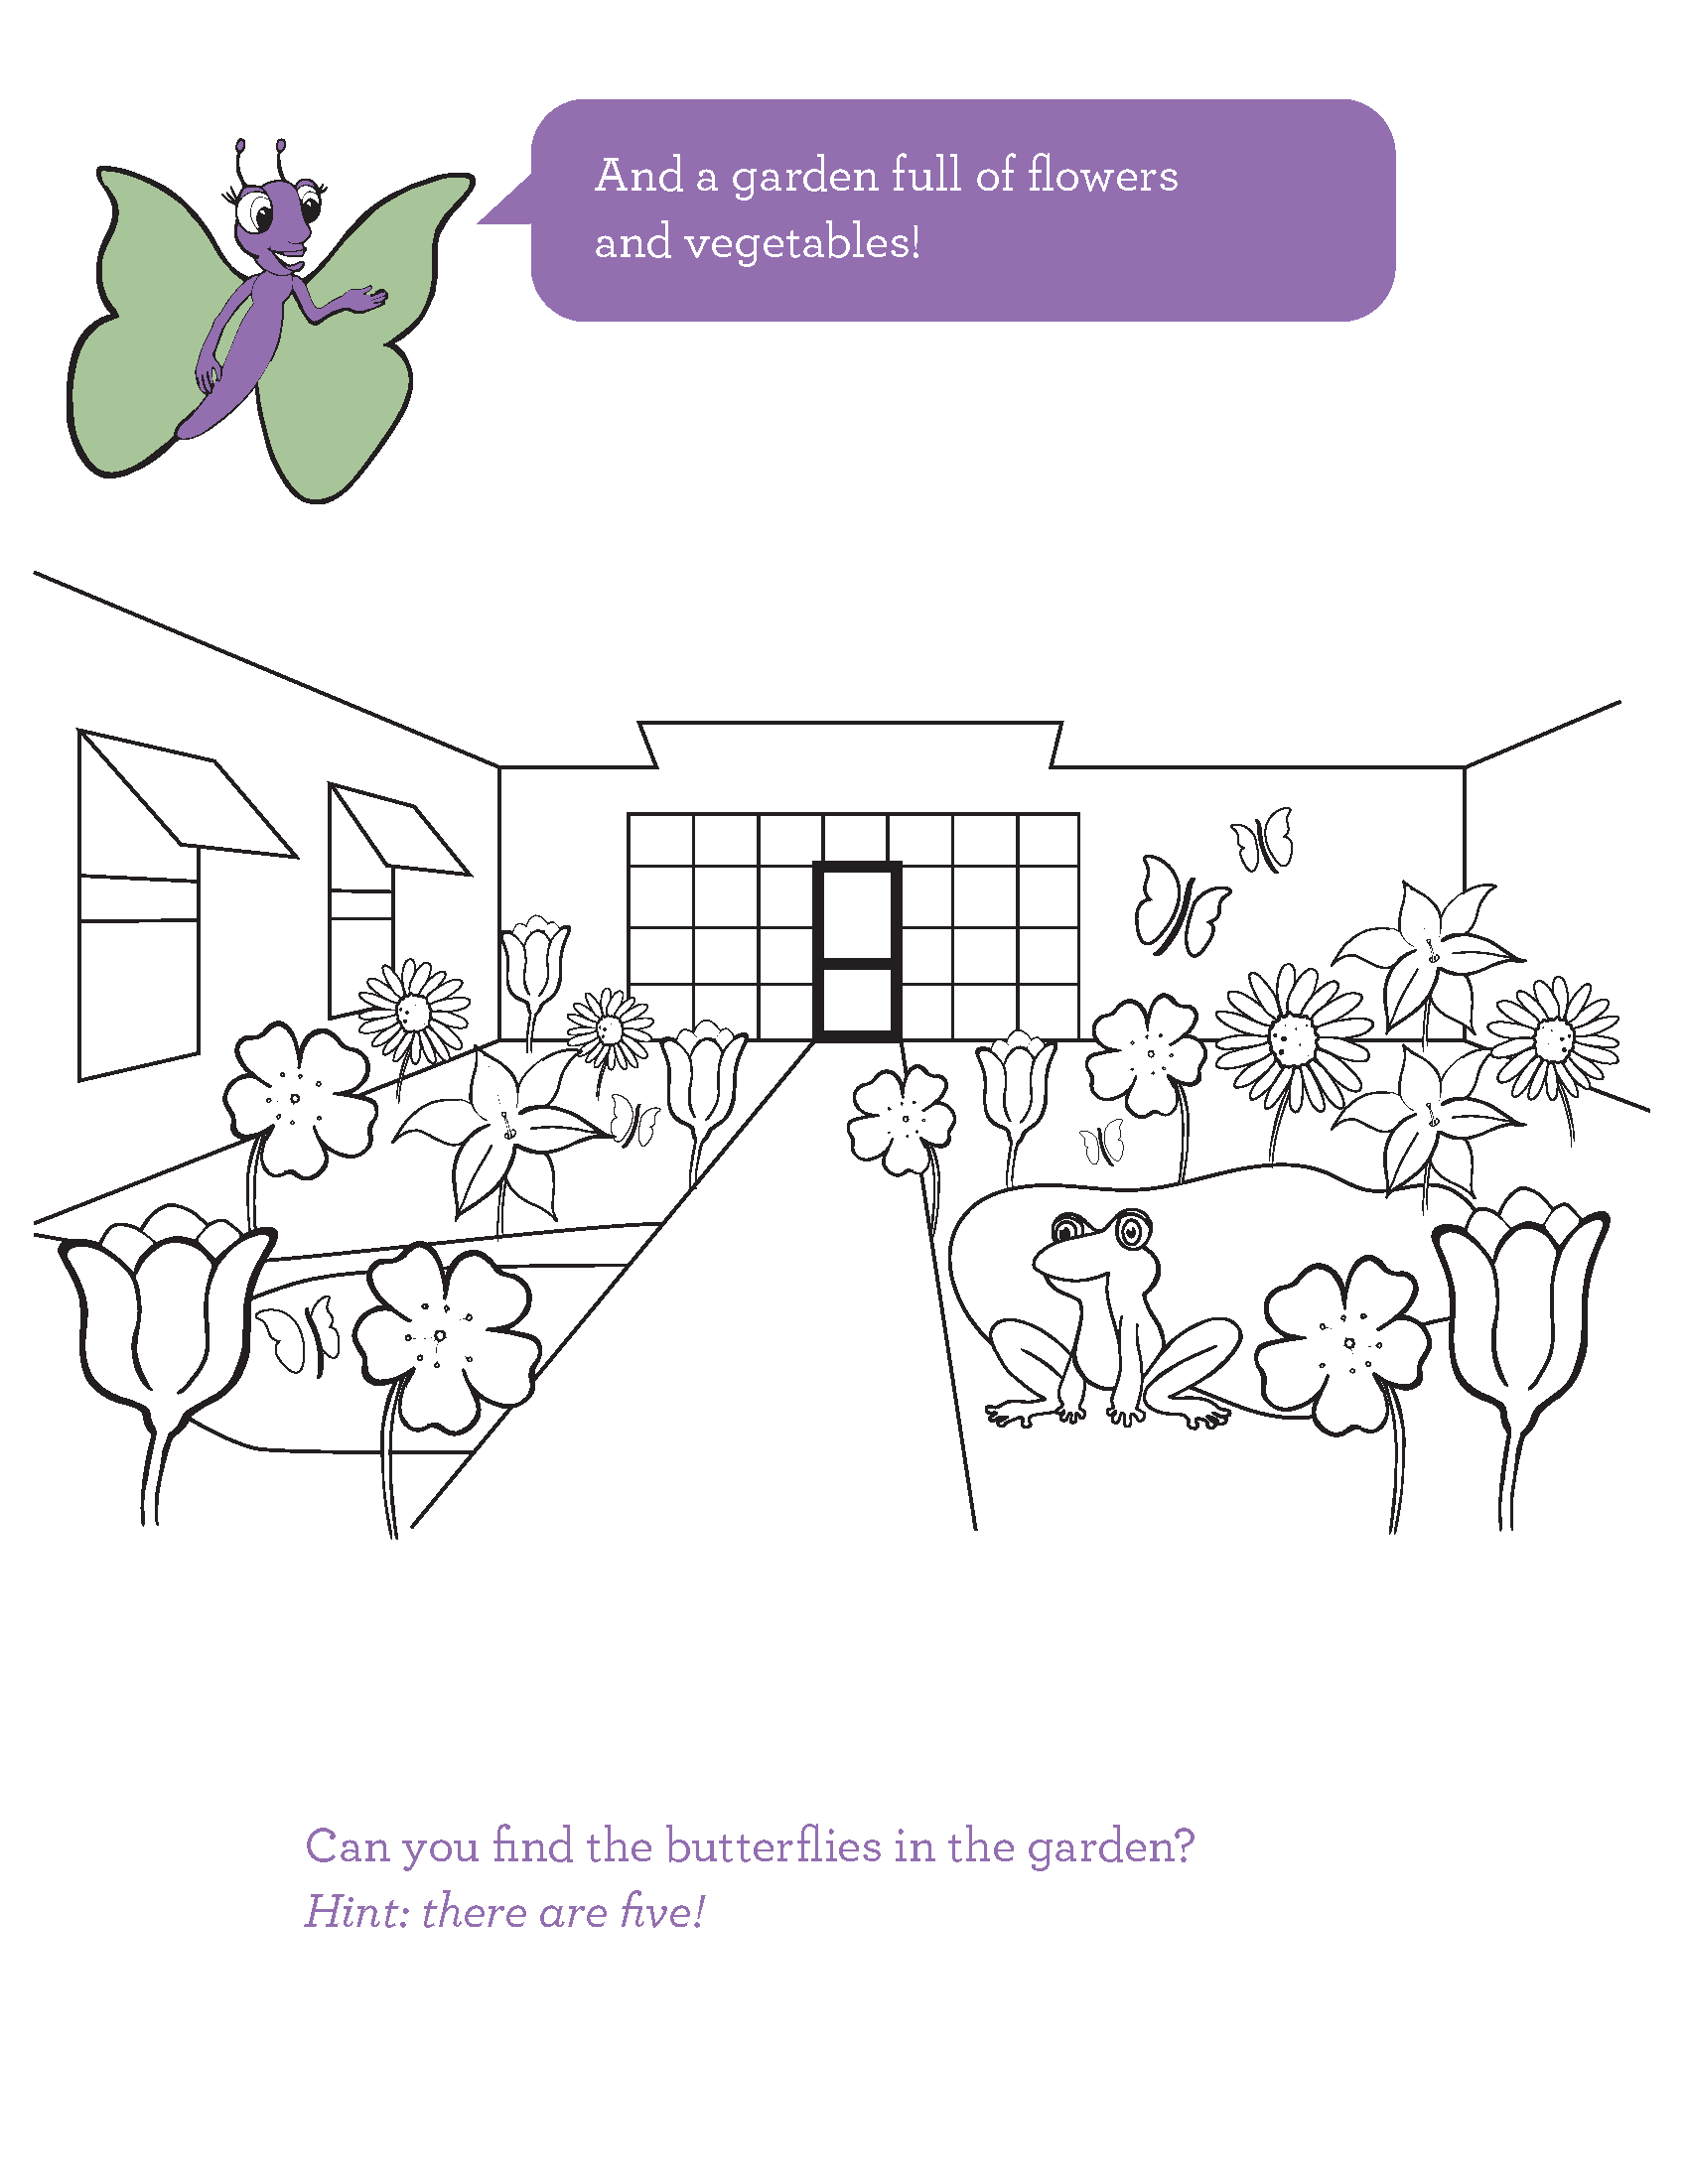 And a garden full of flowers
and vegetables!
Can you find the butterflies in the garden?
Hint: there are five!